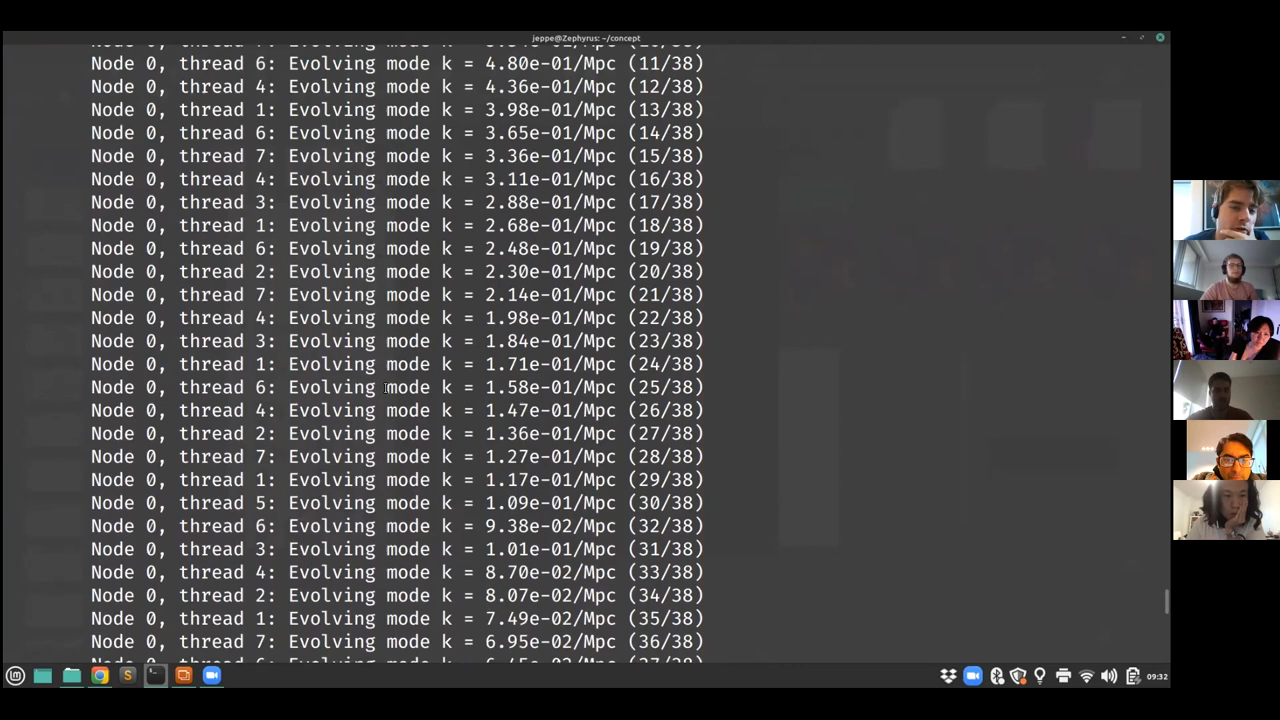 jeppe@Zephyrus: ~/concept
Node 0, thread 6: Evolving mode k = 4.80e-01/Mpc (11/38)
Node 0, thread 4: Evolving mode k = 4.36e-01/Mpc (12/38)
Node 0, thread 1: Evolving mode k = 3.98e-01/Mpc (13/38)
Node 0, thread 6: Evolving mode k = 3.65e-01/Mpc (14/38)
Node 0, thread 7: Evolving mode k = 3.36e-01/Mpc (15/38)
Node 0, thread 4: Evolving mode k = 3.11e-01/Mpc (16/38)
Node 0, thread 3: Evolving mode k = 2.88e-01/Mpc (17/38)
Node 0, thread 1: Evolving mode k = 2.68e-01/Mpc (18/38)
Node 0, thread 6: Evolving mode k = 2.48e-01/Mpc (19/38)
Node 0, thread 2: Evolving mode k = 2.30e-01/Mpc (20/38)
Node 0, thread 7: Evolving mode k = 2.14e-01/Mpc (21/38)
Node 0, thread 4: Evolving mode k = 1.98e-01/Mpc (22/38)
Node 0, thread 3: Evolving mode k = 1.84e-01/Mpc (23/38)
Node 0, thread 1: Evolving mode k = 1.71e-01/Mpc (24/38)
Node 0, thread 6: Evolving mode k = 1.58e-01/Mpc (25/38)
Node 0, thread 4: Evolving mode k = 1.47e-01/Mpc (26/38)
Node 0, thread 2: Evolving mode k = 1.36e-01/Mpc (27/38)
Node 0, thread 7: Evolving mode k = 1.27e-01/Mpc (28/38)
Node 0, thread 1: Evolving mode k = 1.17e-01/Mpc (29/38)
Node 0, thread 5: Evolving mode k = 1.09e-01/Mpc (30/38)
Node 0, thread 6: Evolving mode k = 9.38e-02/Mpc (32/38)
Node 0, thread 3: Evolving mode k = 1.01e-01/Mpc (31/38)
Node 0, thread 4: Evolving mode k = 8.70e-02/Mpc (33/38)
Node 0, thread 2: Evolving mode k = 8.07e-02/Mpc (34/38)
Node 0, thread 1: Evolving mode k = 7.49e-02/Mpc (35/38)
Node 0, thread 7: Evolving mode k = 6.95e-02/Mpc (36/38)
09:32